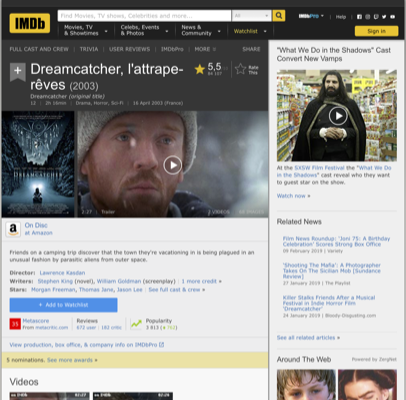 IMDb
Find Movies, TV shows, Celebrities and more...
All
IMDbPro
Help
Movies, TV & Showtimes
Celebs, Events & Photos
News & Community
Watchlist
Sign in
FULL CAST AND CREW | TRIVIA | USER REVIEWS | IMDbPro | MORE
SHARE
Dreamcatcher, l'attrape-rêves (2003)
Dreamcatcher (original title)
12 | 2h 16min | Drama, Horror, Sci-Fi | 16 April 2003 (France)
5,5
Rate This
2:27 | Trailer
On Disc
at Amazon
Friends on a camping trip discover that the town they're vacationing in is being plagued in an
unusual fashion by parasitic aliens from outer space.
Director: Lawrence Kasdan
Writers: Stephen King (novel), William Goldman (screenplay) | 1 more credit »
Stars: Morgan Freeman, Thomas Jane, Jason Lee | See full cast & crew »
+ Add to Watchlist
35
Metascore
From metacritic.com
Reviews
672 user | 182 critic
Popularity
View production, box office, & company info on IMDbPro
5 nominations. See more awards »
Videos
"What We Do in the Shadows" Cast
Convert New Vamps
At the SXSW Film Festival the "What We
Do in the Shadows" cast reveal who they want
to guest star on the show.
Watch now »
Related News
Film News Roundup: 'Joni 75: A Birthday
Celebration' Scores Strong Box Office
09 February 2019 | Variety
'Shooting The Mafia': A Photographer
Takes On The Sicilian Mob [Sundance
Review]
27 January 2019 | The Playlist
Killer Stalks Friends After a Musical
Festival in Indie Horror Film
'Dreamcatcher'
24 January 2019 | Bloody-Disgusting.com
See all related articles »
Around The Web
Powered by ZergNet